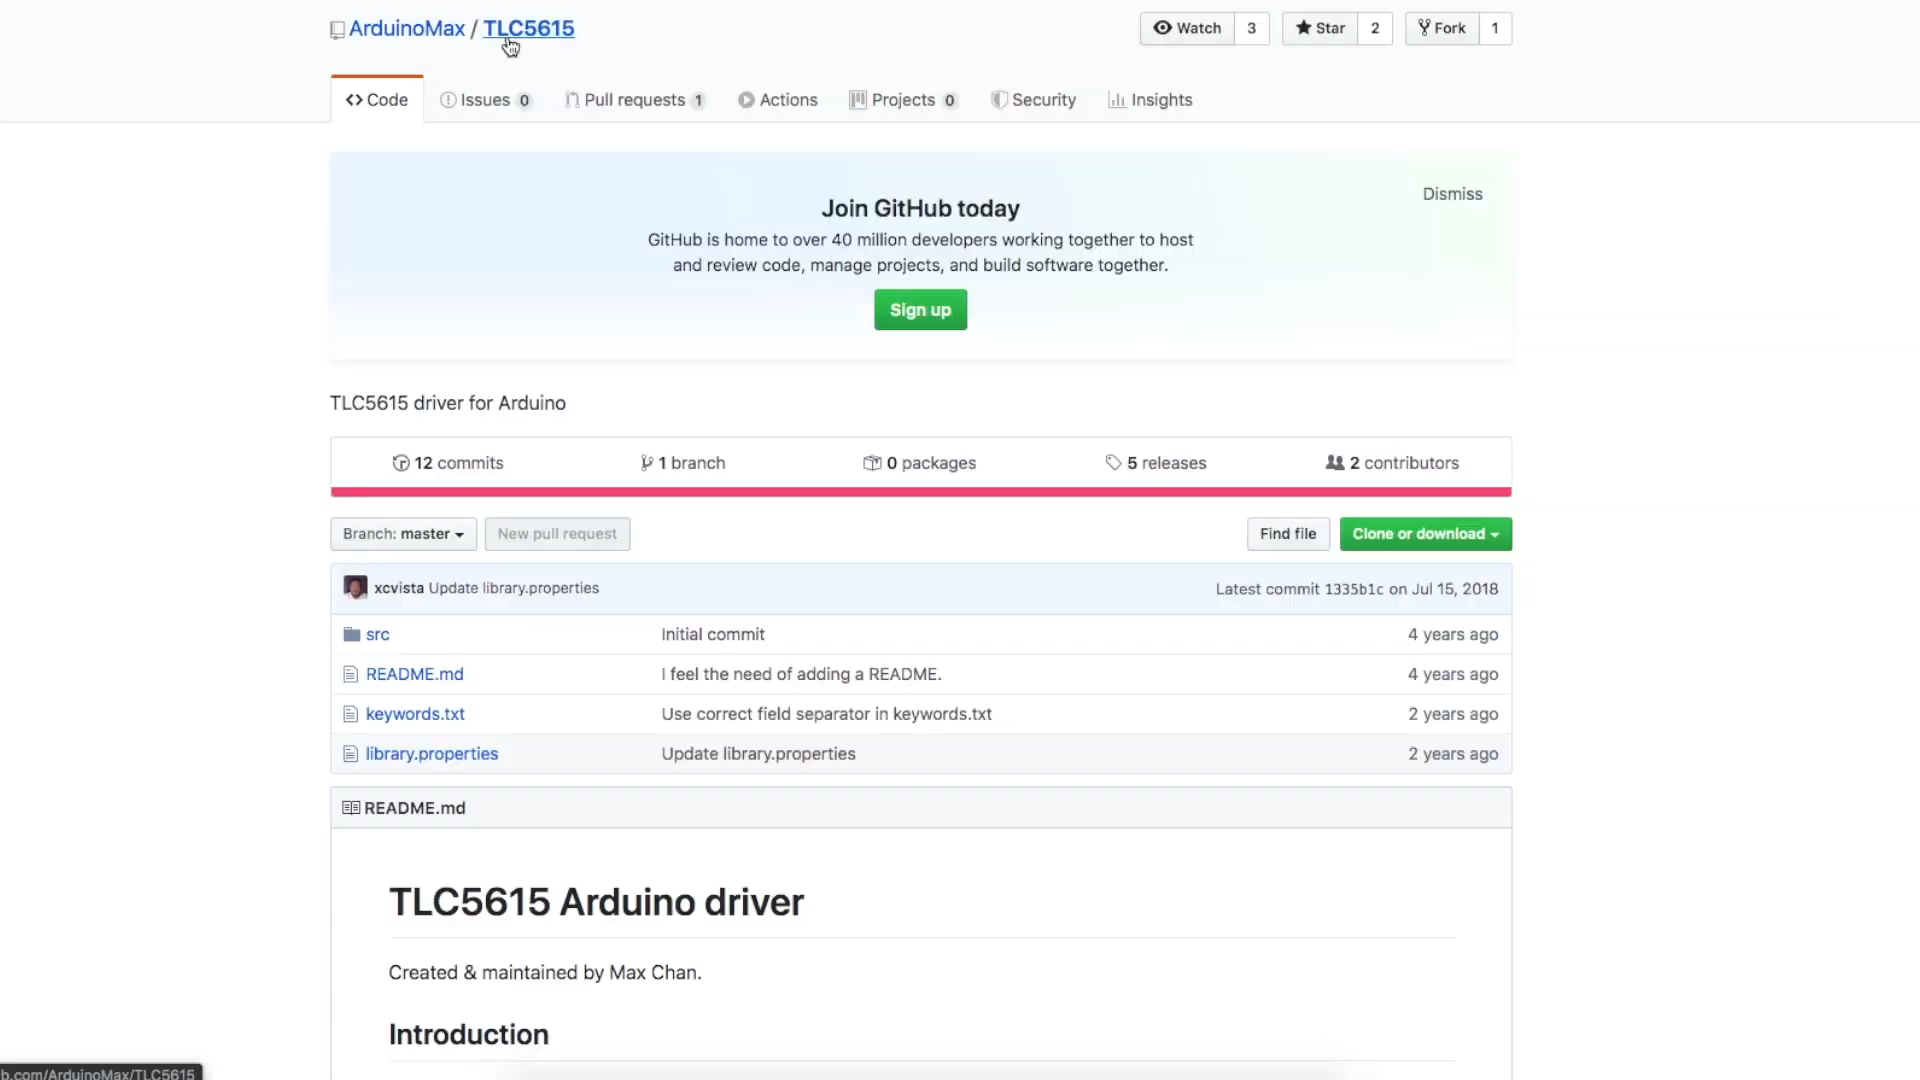 ArduinoMax / TLC5615
Watch 3 Star 2 Fork 1
Code Issues 0 Pull requests 1 Actions Projects 0 Security Insights
Dismiss
Join GitHub today
GitHub is home to over 40 million developers working together to host
and review code, manage projects, and build software together.
Sign up
TLC5615 driver for Arduino
12 commits 1 branch 0 packages 5 releases 2 contributors
Branch: master New pull request Find file Clone or download
xcvista Update library.properties Latest commit 1335b1c on Jul 15, 2018
src Initial commit 4 years ago
README.md I feel the need of adding a README. 4 years ago
keywords.txt Use correct field separator in keywords.txt 2 years ago
library.properties Update library.properties 2 years ago
README.md
TLC5615 Arduino driver
Created & maintained by Max Chan.
Introduction
b.com/ArduinoMax/TLC5615